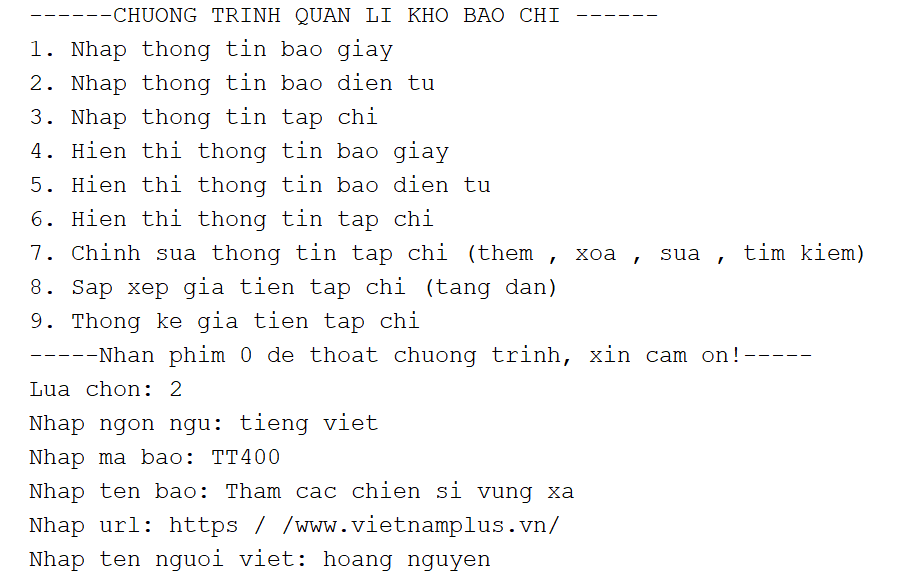 ------CHUONG TRINH QUAN LI KHO BAO CHI ------
1. Nhap thong tin bao giay
2. Nhap thong tin bao dien tu
3. Nhap thong tin tap chi
4. Hien thi thong tin bao giay
5. Hien thi thong tin bao dien tu
6. Hien thi thong tin tap chi
7. Chinh sua thong tin tap chi (them , xoa , sua , tim kiem)
8. Sap xep gia tien tap chi (tang dan)
9. Thong ke gia tien tap chi
-----Nhan phim 0 de thoat chuong trinh, xin cam on!-----
Lua chon: 2
Nhap ngon ngu: tieng viet
Nhap ma bao: TT400
Nhap ten bao: Tham cac chien si vung xa
Nhap url: https / /www.vietnamplus.vn/
Nhap ten nguoi viet: hoang nguyen